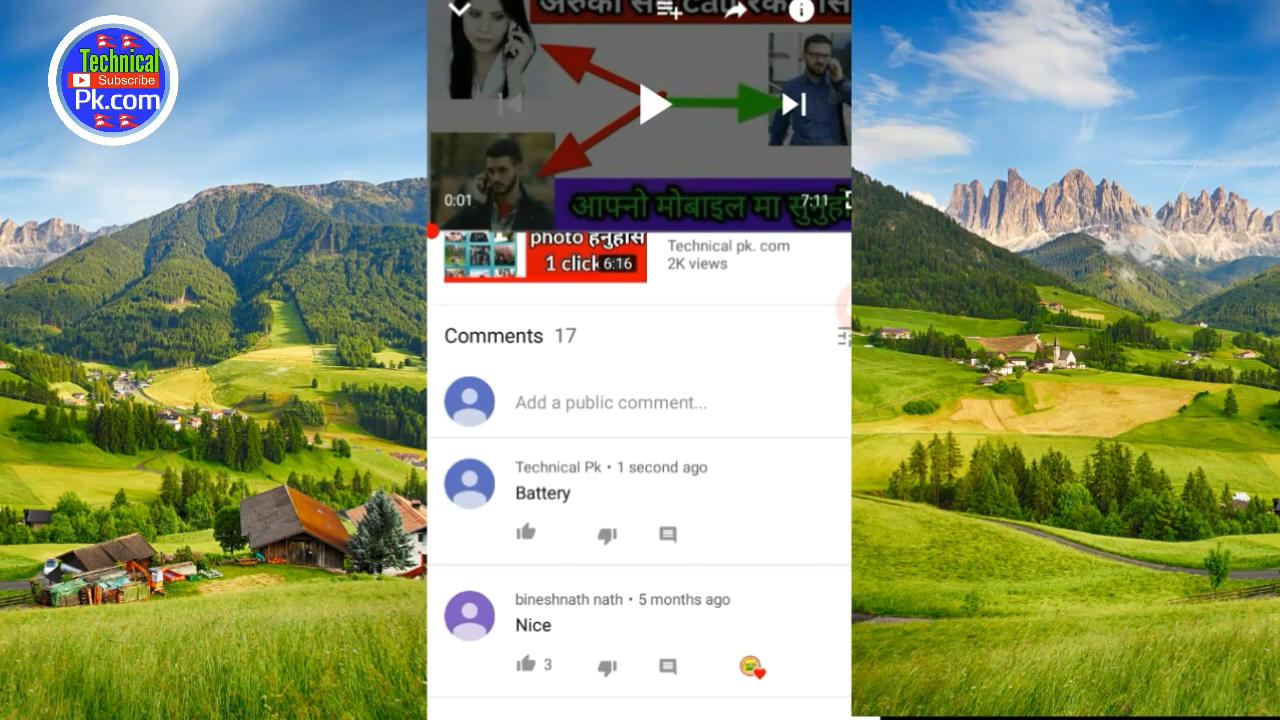 Technical
Subscribe
Pk.com
अरुको
0:01
7:11
आफ्नो मोबाइल मा
photo हनुहास
1 click
6:16
Technical pk. com
2K views
Comments 17
Add a public comment...
Technical Pk • 1 second ago
Battery
bineshnath nath • 5 months ago
Nice
3